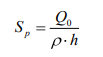 S_p = Q_0 / (ρ · h)